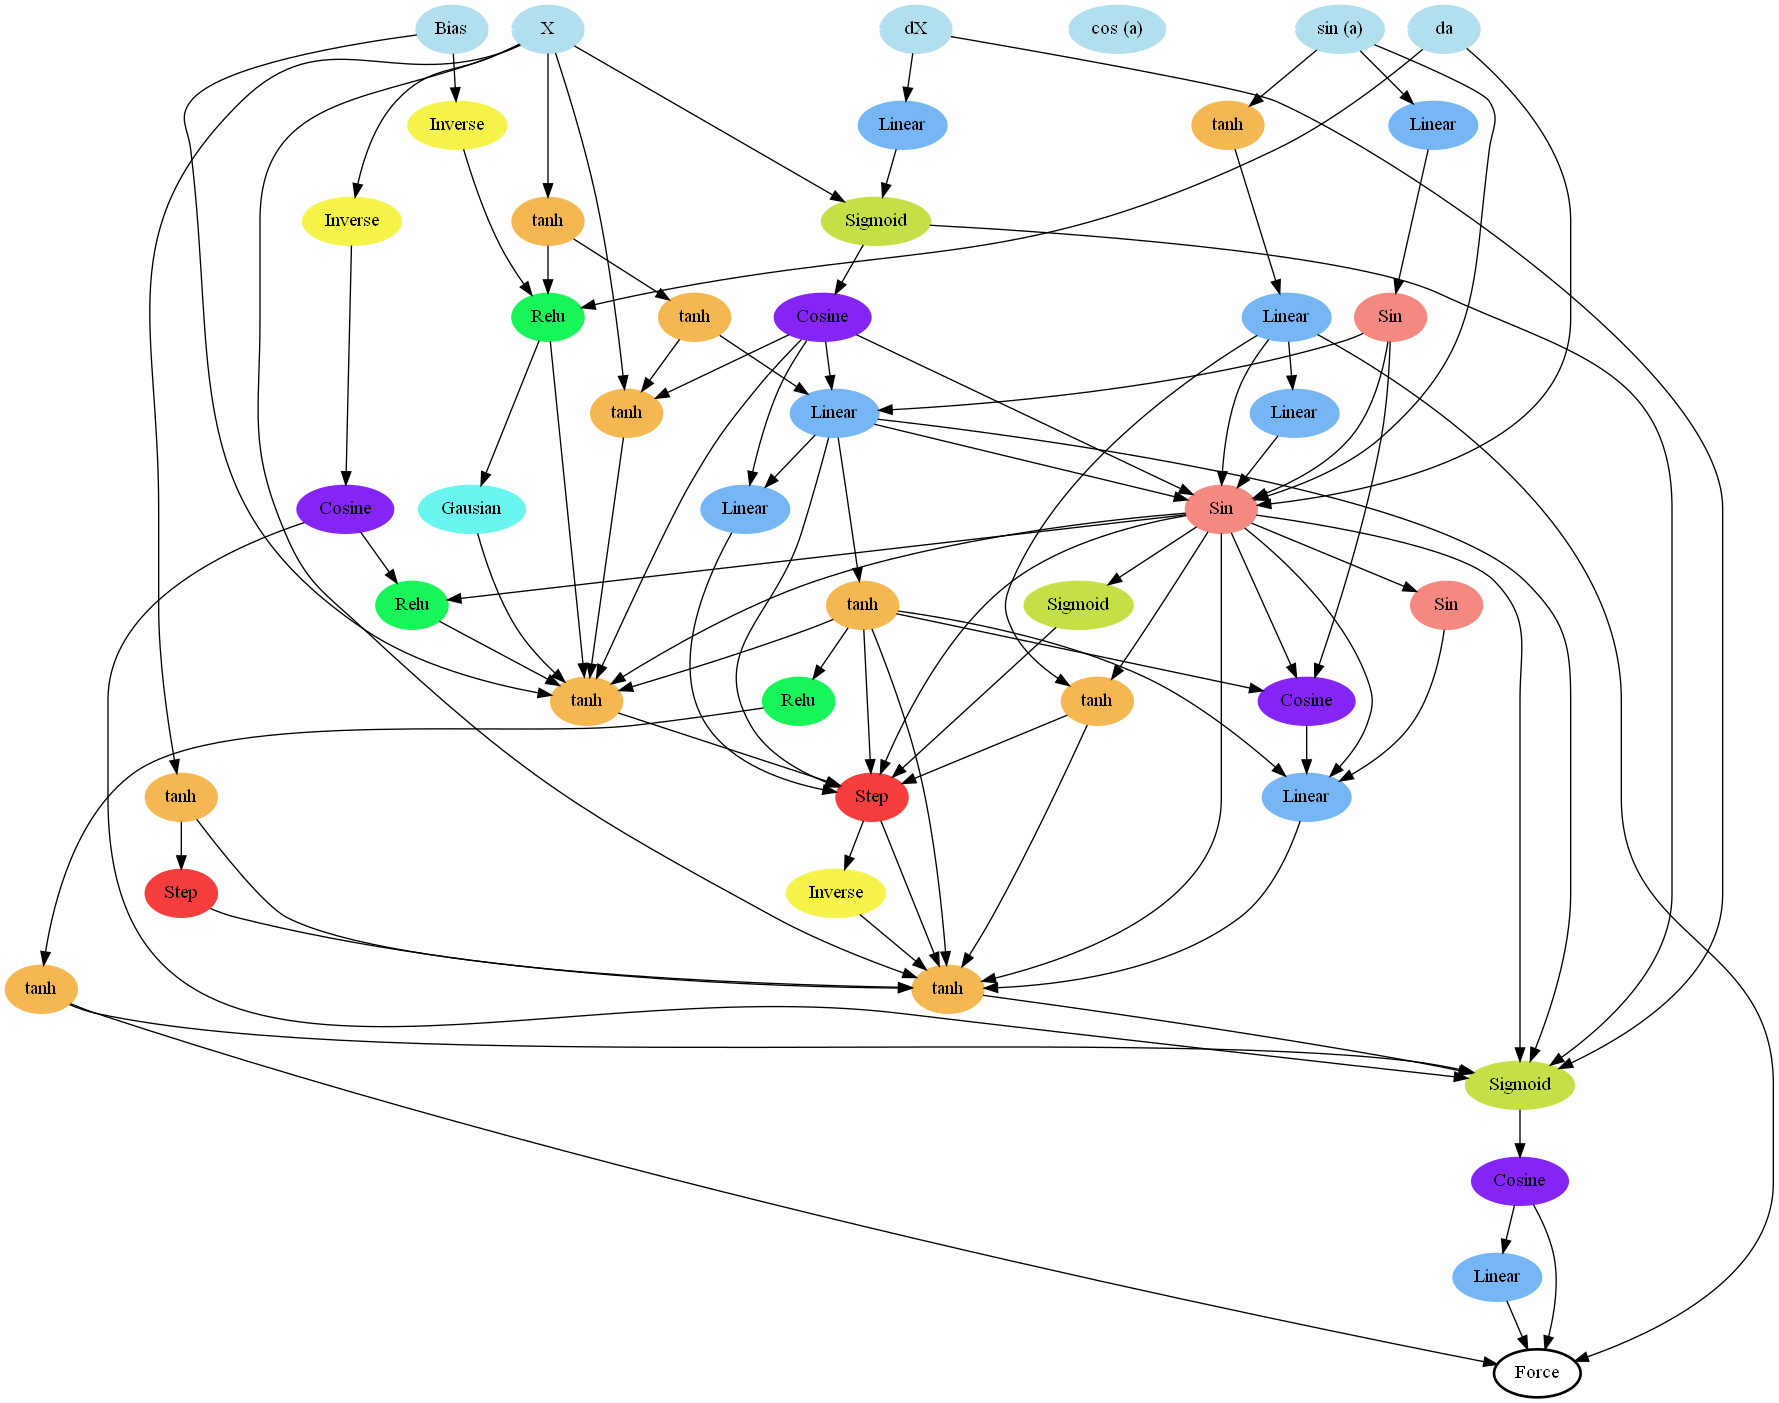 Bias
X
dX
cos (a)
sin (a)
da
Inverse
Linear
tanh
Linear
Inverse
tanh
Sigmoid
Relu
tanh
Cosine
Linear
Sin
tanh
Linear
Linear
Cosine
Gausian
Linear
Sin
Relu
tanh
Sigmoid
Sin
tanh
Relu
tanh
Cosine
tanh
Step
Linear
Step
Inverse
tanh
tanh
Sigmoid
Cosine
Linear
Force